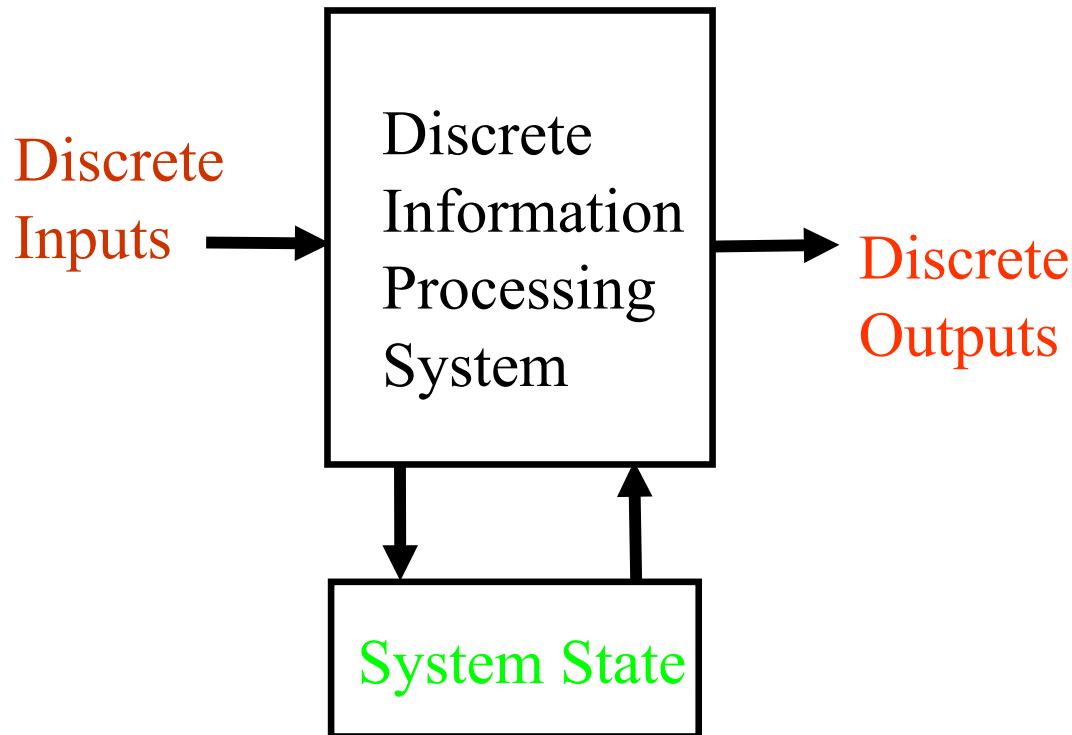 Discrete
Inputs
Discrete
Information
Processing
System
Discrete
Outputs
System State